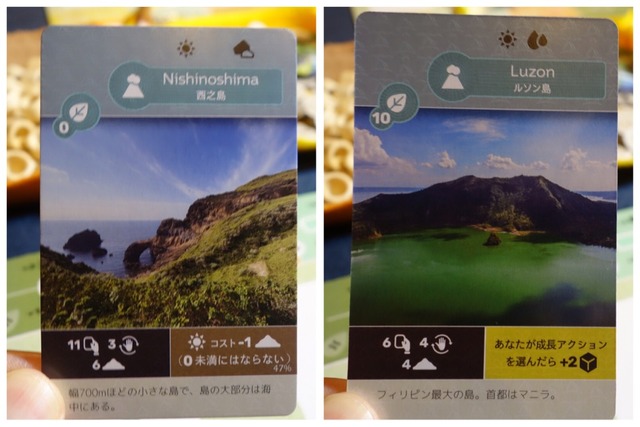 Nishinoshima
西之島
0
11 3
6
コスト-1
(0 未満にはならない)
47%
幅700mほどの小さな島で、島の大部分は海
中にある。
Luzon
ルソン島
10
6 4
4
あなたが成長アクション
を選んだら +2
フィリピン最大の島。首都はマニラ。